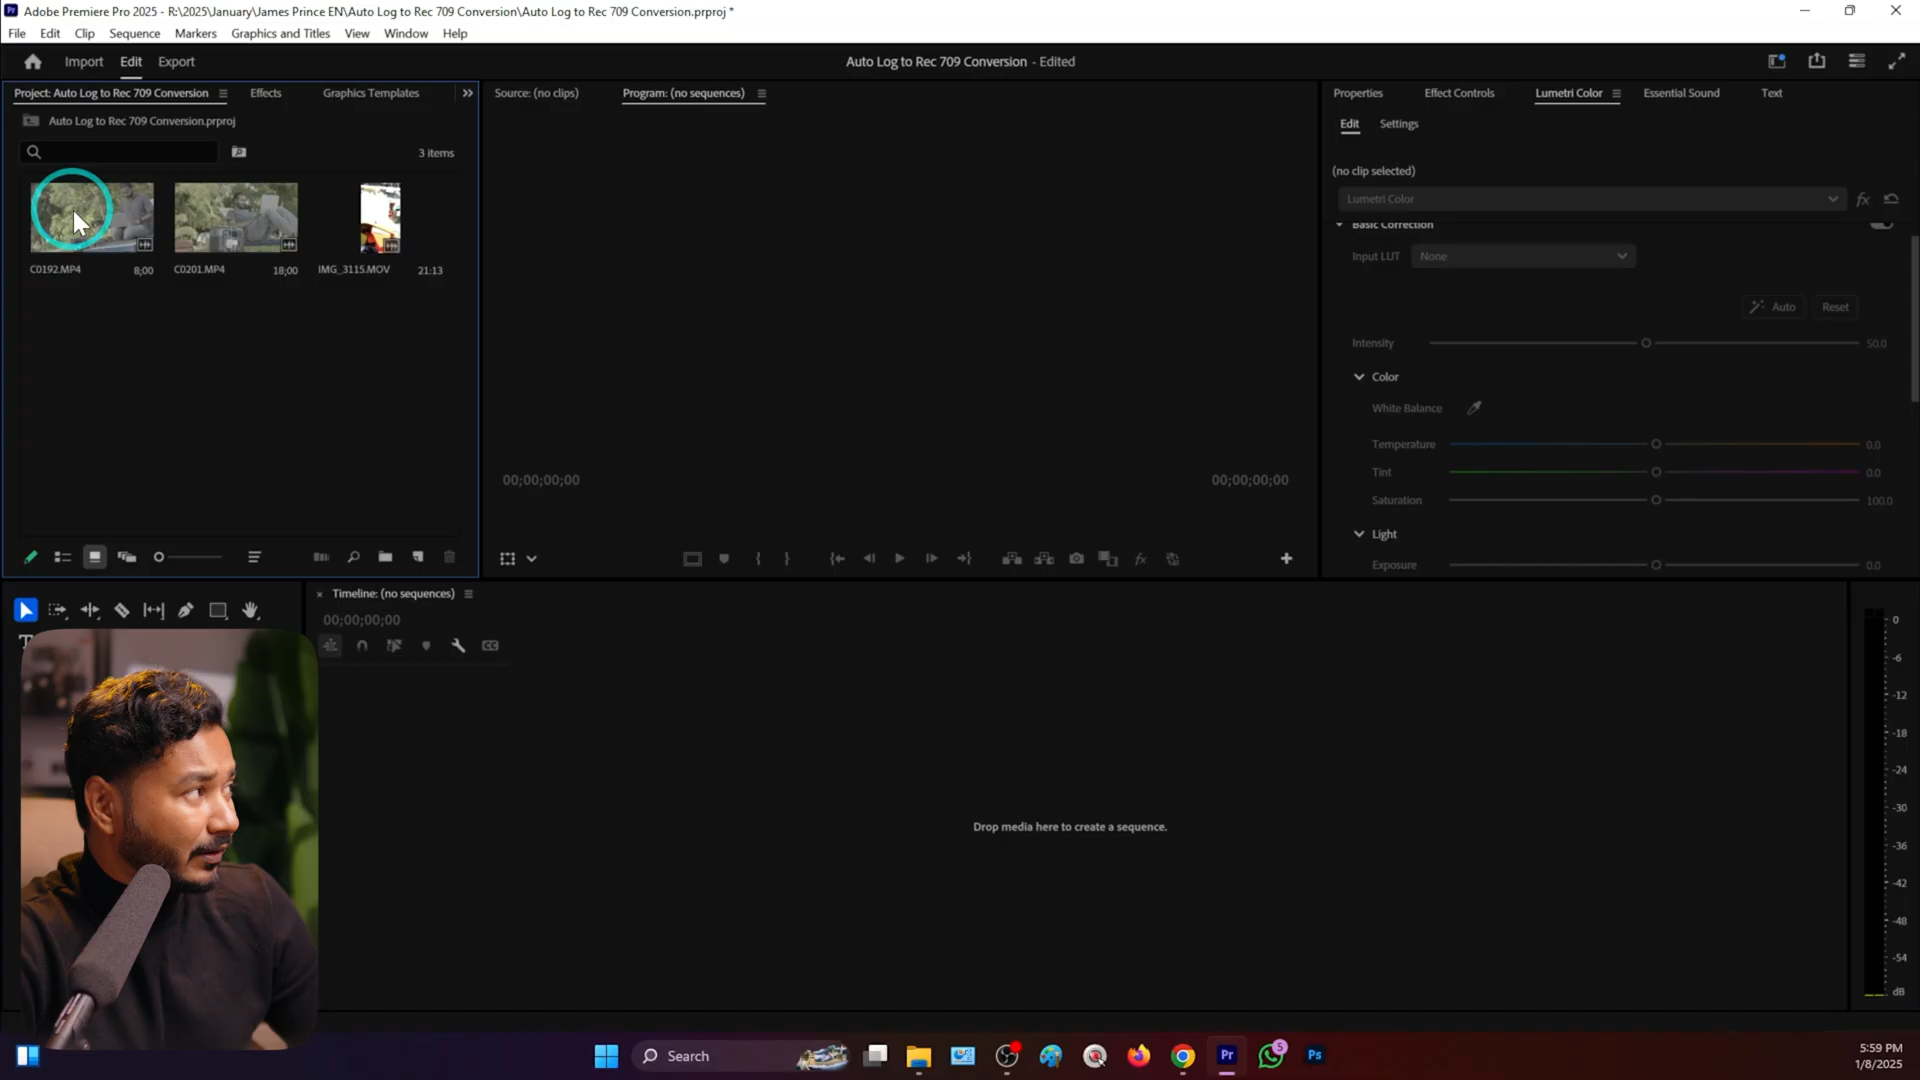 Adobe Premiere Pro 2025 - R:\2025\January\James Prince EN\Auto Log to Rec 709 Conversion\Auto Log to Rec 709 Conversion.prproj *
File Edit Clip Sequence Markers Graphics and Titles View Window Help
Import Edit Export
Auto Log to Rec 709 Conversion - Edited
Project: Auto Log to Rec 709 Conversion Effects Graphics Templates
Source: (no clips) Program: (no sequences)
Properties Effect Controls Lumetri Color Essential Sound Text
Auto Log to Rec 709 Conversion.prproj
Edit Settings
3 items
(no clip selected)
Lumetri Color fx
Basic Correction
Input LUT None
C0192.MP4 8;00 C0201.MP4 18;00 IMG_3115.MOV 21:13
Auto Reset
Intensity 50.0
Color
White Balance
Temperature 0.0
Tint 0.0
Saturation 100.0
00;00;00;00 00;00;00;00
Light
Exposure 0.0
fx
Timeline: (no sequences)
00;00;00;00
CC
T
Drop media here to create a sequence.
0
-6
-12
-18
-24
-30
-36
-42
-48
-54
dB
Search
Pr
5
Ps
5:59 PM
1/8/2025